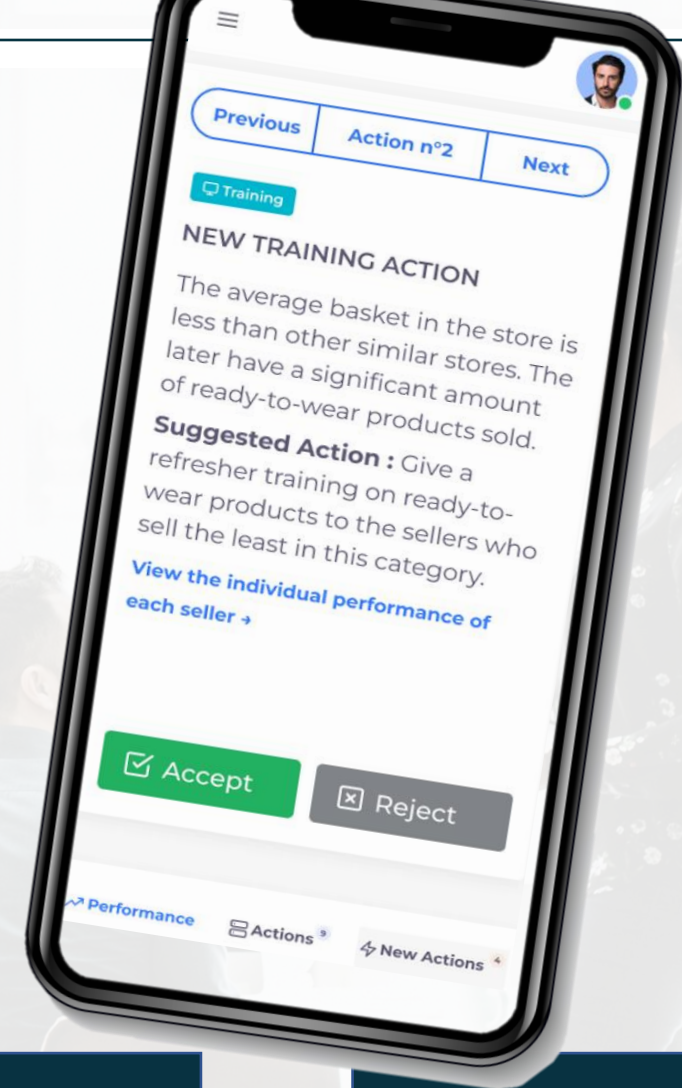 Previous
Action n°2
Next
Training
NEW TRAINING ACTION
The average basket in the store is
less than other similar stores. The
later have a significant amount
of ready-to-wear products sold.
Suggested Action : Give a
refresher training on ready-to-
wear products to the sellers who
sell the least in this category.
View the individual performance of
each seller →
Accept
Reject
Performance
Actions 9
New Actions 4